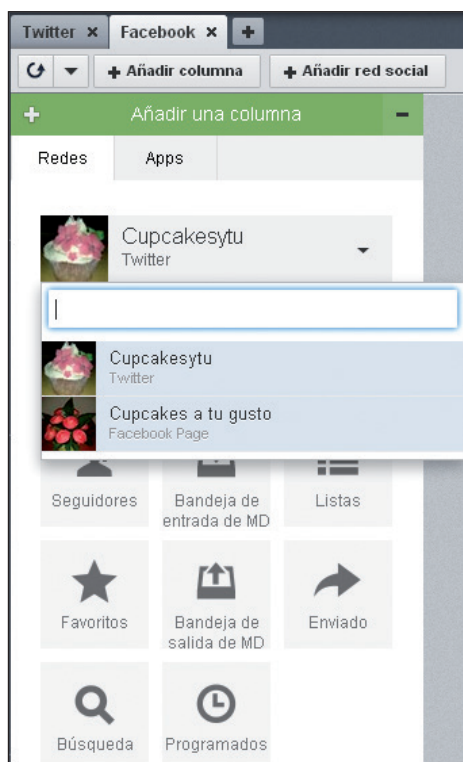 Twitter × Facebook × +
+ Añadir columna + Añadir red social
+ Añadir una columna -
Redes Apps
Cupcakesytu
Twitter
Cupcakesytu
Twitter
Cupcakes a tu gusto
Facebook Page
Seguidores Bandeja de entrada de MD Listas
Favoritos Bandeja de salida de MD Enviado
Búsqueda Programados